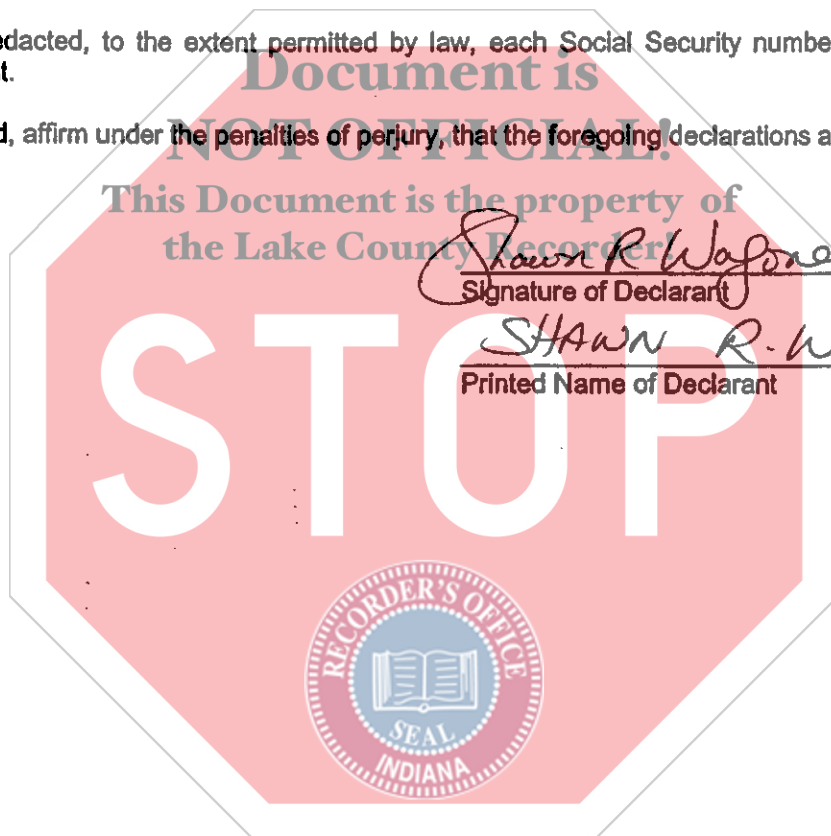 edacted, to the extent permitted by law, each Social Security numbe
t.
Document is
d, affirm under the penalties of perjury, that the foregoing declarations a
NOT OFFICIAL!
This Document is the property of
the Lake County Recorder!
Shawn R Wagone
Signature of Declarant
SHAWN R. W
Printed Name of Declarant
STOP
RECORDER'S OFFICE
SEAL
INDIANA